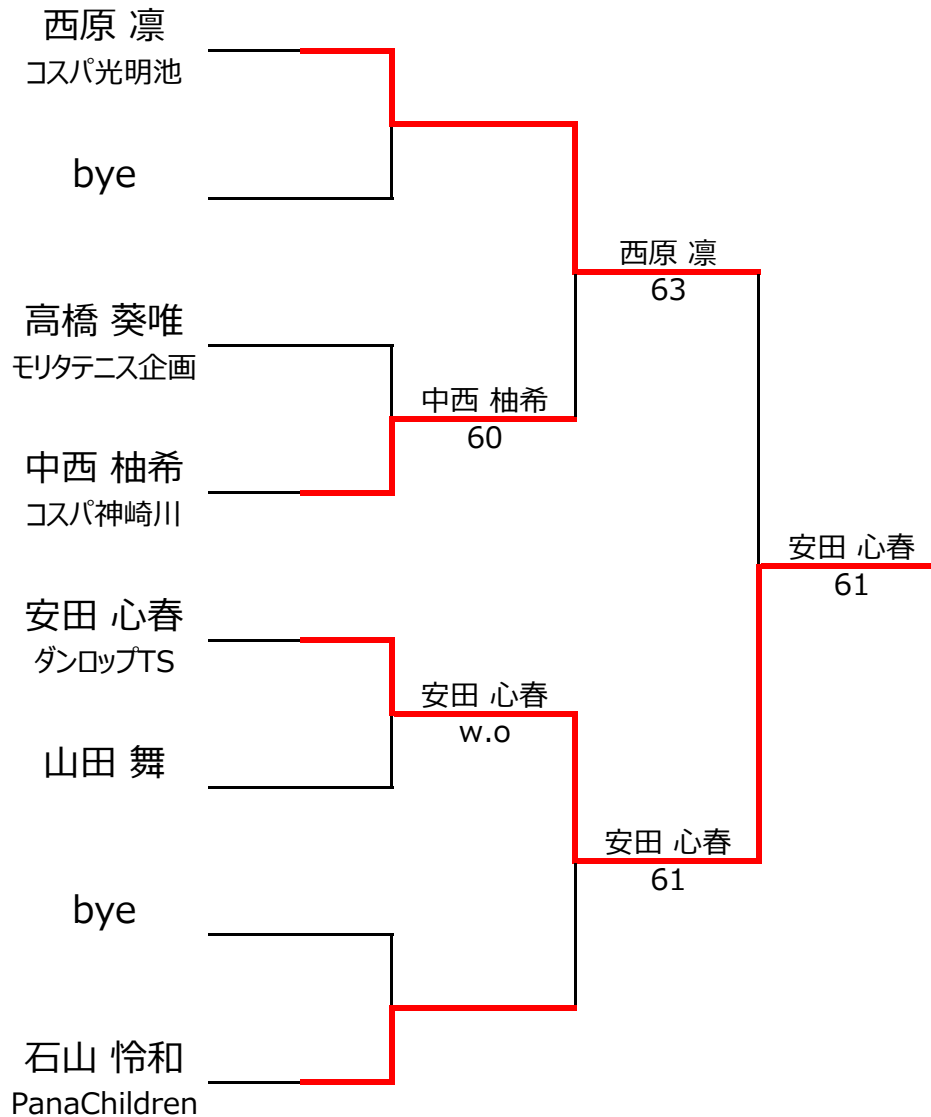 西原 凛
コスパ光明池
bye
西原 凛
63
高橋 葵唯
モリタテニス企画
中西 柚希
60
中西 柚希
コスパ神崎川
安田 心春
61
安田 心春
ダンロップTS
安田 心春
w.o
山田 舞
安田 心春
61
bye
石山 怜和
PanaChildren